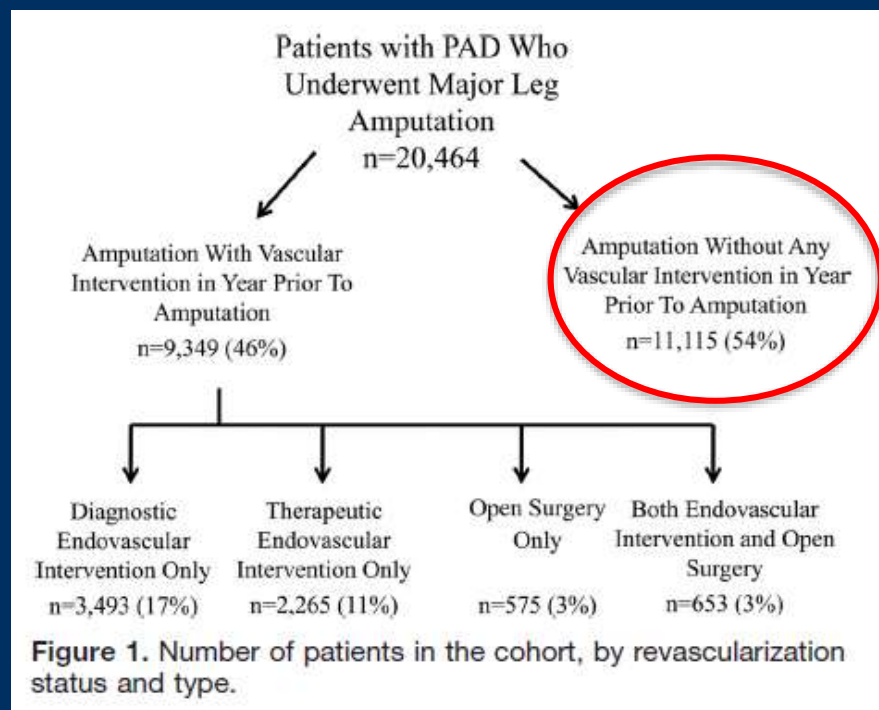 Patients with PAD Who
Underwent Major Leg
Amputation
n=20,464
Amputation With Vascular
Intervention in Year Prior To
Amputation
n=9,349 (46%)
Amputation Without Any
Vascular Intervention in Year
Prior To Amputation
n=11,115 (54%)
Diagnostic
Endovascular
Intervention Only
n=3,493 (17%)
Therapeutic
Endovascular
Intervention Only
n=2,265 (11%)
Open Surgery
Only
n=575 (3%)
Both Endovascular
Intervention and Open
Surgery
n=653 (3%)
Figure 1. Number of patients in the cohort, by revascularization
status and type.